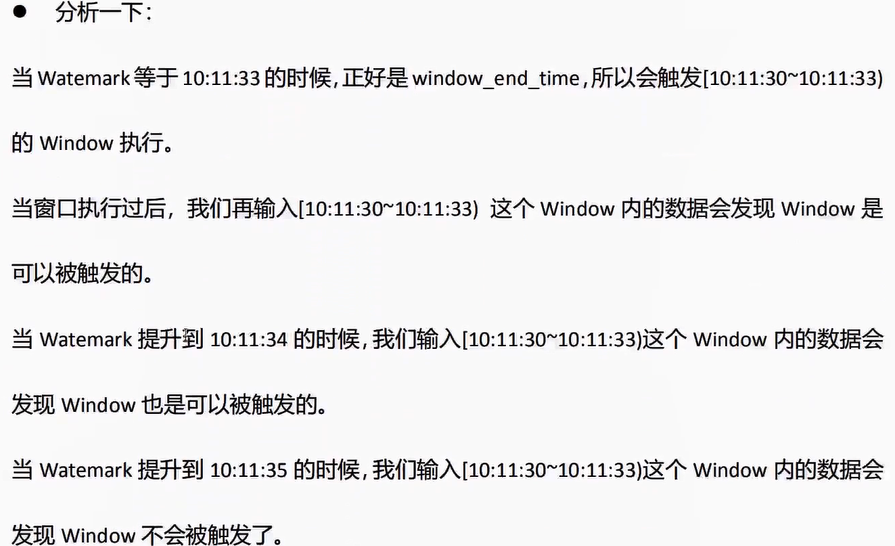 ● 分析一下：
当 Watemark 等于 10:11:33 的时候，正好是 window_end_time，所以会触发[10:11:30~10:11:33)
的 Window 执行。
当窗口执行过后，我们再输入[10:11:30~10:11:33) 这个 Window 内的数据会发现 Window 是
可以被触发的。
当 Watemark 提升到 10:11:34 的时候，我们输入[10:11:30~10:11:33)这个 Window 内的数据会
发现 Window 也是可以被触发的。
当 Watemark 提升到 10:11:35 的时候，我们输入[10:11:30~10:11:33)这个 Window 内的数据会
发现 Window 不会被触发了。